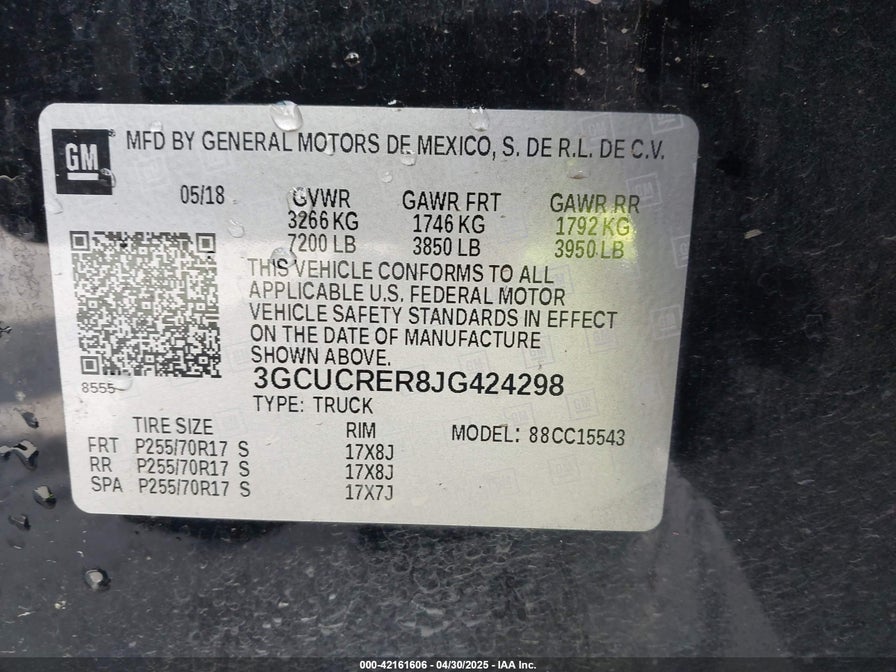 GM
MFD BY GENERAL MOTORS DE MEXICO, S. DE R.L. DE C.V.
05/18
GVWR GAWR FRT GAWR RR
3266 KG 1746 KG 1792 KG
7200 LB 3850 LB 3950 LB
THIS VEHICLE CONFORMS TO ALL
APPLICABLE U.S. FEDERAL MOTOR
VEHICLE SAFETY STANDARDS IN EFFECT
ON THE DATE OF MANUFACTURE
SHOWN ABOVE.
8555
3GCUCRER8JG424298
TYPE: TRUCK
TIRE SIZE RIM MODEL: 88CC15543
FRT P255/70R17 S 17X8J
RR P255/70R17 S 17X8J
SPA P255/70R17 S 17X7J
000-42161606 - 04/30/2025 - IAA Inc.